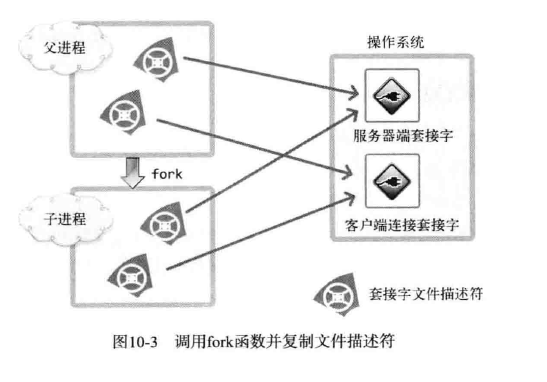 父进程
操作系统
服务器端套接字
fork
子进程
客户端连接套接字
套接字文件描述符
图10-3 调用fork函数并复制文件描述符